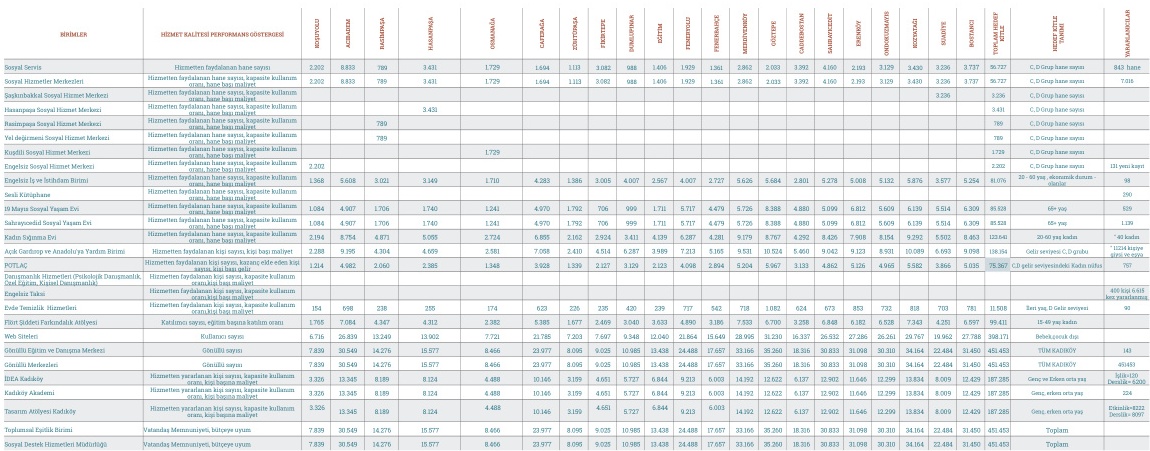 BİRİMLER HİZMET KALİTESİ PERFORMANS GÖSTERGESİ KOŞUYOLU ACIBADEM RASİMPAŞA HASANPAŞA OSMANAĞA CAFERAĞA ZÜHTÜPAŞA FİKİRTEPE DUMLUPINAR EĞİTİM FENERYOLU FENERBAHÇE MERDİVENKÖY GÖZTEPE CADDEBOSTAN SAHRAYICEDİT ERENKÖY ONDOKUZMAYIS KOZYATAĞI SUADİYE BOSTANCI TOPLAM HEDEF KİTLE HEDEF KİTLE TANIMI YARARLANICILAR
Sosyal Servis Hizmetten faydalanan hane sayısı 2.202 8.833 789 3.431 1.729 1.694 1.113 3.082 988 1.406 1.929 1.361 2.862 2.033 3.392 4.160 2.193 3.129 3.430 3.236 3.737 56.727 C, D Grup hane sayısı 843 hane
Sosyal Hizmetler Merkezleri Hizmetten faydalanan hane sayısı, kapasite kullanım oranı, hane başı maliyet 2.202 8.833 789 3.431 1.729 1.694 1.113 3.082 988 1.406 1.929 1.361 2.862 2.033 3.392 4.160 2.193 3.129 3.430 3.236 3.737 56.727 C, D Grup hane sayısı 7.016
Şaşkınbakkal Sosyal Hizmet Merkezi Hizmetten faydalanan hane sayısı, kapasite kullanım oranı, hane başı maliyet 3.236 3.236 C, D Grup hane sayısı
Hasanpaşa Sosyal Hizmet Merkezi Hizmetten faydalanan hane sayısı, kapasite kullanım oranı, hane başı maliyet 3.431 3.431 C, D Grup hane sayısı
Rasimpaşa Sosyal Hizmet Merkezi Hizmetten faydalanan hane sayısı, kapasite kullanım oranı, hane başı maliyet 789 789 C, D Grup hane sayısı
Yel değirmeni Sosyal Hizmet Merkezi Hizmetten faydalanan hane sayısı, kapasite kullanım oranı, hane başı maliyet 789 789 C, D Grup hane sayısı
Kuşdili Sosyal Hizmet Merkezi Hizmetten faydalanan hane sayısı, kapasite kullanım oranı, hane başı maliyet 1.729 1.729 C, D Grup hane sayısı
Engelsiz Sosyal Hizmet Merkezi Hizmetten faydalanan hane sayısı, kapasite kullanım oranı, hane başı maliyet 2.202 2.202 C, D Grup hane sayısı 131 yeni kayıt
Engelsiz İş ve İstihdam Birimi Hizmetten faydalanan hane sayısı, kapasite kullanım oranı, hane başı maliyet 1.368 5.608 3.021 3.149 1.710 4.283 1.386 3.005 4.007 2.567 4.007 2.727 5.626 5.684 2.801 5.278 5.008 5.132 5.876 3.577 5.254 81.076 20 - 60 yaş , ekonomik durum - olanlar 98
Sesli Kütüphane Hizmetten faydalanan hane sayısı, kapasite kullanım oranı, hane başı maliyet 290
19 Mayıs Sosyal Yaşam Evi Hizmetten faydalanan hane sayısı, kapasite kullanım oranı, hane başı maliyet 1.084 4.907 1.706 1.740 1.241 4.970 1.792 706 999 1.711 5.717 4.479 5.726 8.388 4.880 5.099 6.812 5.609 6.139 5.514 6.309 85.928 65+ yaş 929
Sahrayıcedid Sosyal Yaşam Evi Hizmetten faydalanan hane sayısı, kapasite kullanım oranı, hane başı maliyet 1.084 4.907 1.706 1.740 1.241 4.970 1.792 706 999 1.711 5.717 4.479 5.726 8.388 4.880 5.099 6.812 5.609 6.139 5.514 6.309 85.528 65+ yaş 1.139
Kadın Sığınma Evi Hizmetten faydalanan hane sayısı, kapasite kullanım oranı, hane başı maliyet 2.194 8.754 4.871 5.055 2.724 6.855 2.162 2.924 3.411 4.139 6.287 4.281 9.179 8.767 4.292 8.426 7.908 8.154 9.292 5.502 8.463 123.640 20-60 yaş kadın " 40 kadın
Açık Gardırop ve Anadolu'ya Yardım Birimi Hizmetten faydalanan hane sayısı, kişi başı maliyet 2.288 9.195 4.304 4.659 2.581 7.058 2.410 4.514 6.287 3.989 7.213 5.165 9.531 10.524 5.460 9.042 9.123 8.931 10.089 6.693 9.098 138.164 Gelir seviyesi C, D grubu " 11214 kişiye giysi ve eşya
POTLAÇ Hizmetten faydalanan hane sayısı, kazanç elde eden kişi sayısı, kişi başı gelir 1.214 4.982 2.060 2.385 1.348 3.928 1.339 2.127 3.129 2.123 4.098 2.894 5.204 5.967 3.133 4.862 5.126 4.965 5.582 3.866 5.035 75.367 C,D gelir seviyesindeki Kadın nüfus 757
Danışmanlık Hizmetleri (Psikolojik Danışmanlık, Özel Eğitim, Kişisel Danışmanlık) Hizmetten faydalanan kişi sayısı, kapasite kullanım oranı,kişi başı maliyet
Engelsiz Taksi Hizmetten faydalanan kişi sayısı, kapasite kullanım oranı,kişi başı maliyet 400 kişi 6.615 kez yararlanmış
Evde Temizlik Hizmetleri Hizmetten faydalanan kişi sayısı, kapasite kullanım oranı,kişi başı maliyet 154 698 238 255 174 623 226 235 420 239 717 542 718 1.082 624 673 853 732 818 703 781 11.508 İleri yaş, D Gelir seviyesi 90
Flört Şiddeti Farkındalık Atölyesi Katılımcı sayısı, eğitim başına katılım oranı 1.765 7.084 4.347 4.312 2.382 5.385 1.677 2.469 3.040 3.633 4.890 3.186 7.533 6.700 3.258 6.848 6.182 6.528 7.343 4.251 6.597 99.411 15-49 yaş kadın
Web Siteleri Kullanıcı sayısı 6.716 26.839 13.249 13.902 7.721 21.785 7.203 7.697 9.348 12.040 21.864 15.649 28.995 31.230 16.337 26.532 27.286 26.261 29.767 19.962 27.788 398.171 Bebek,çocuk dışı
Gönüllü Eğitim ve Danışma Merkezi Gönüllü sayısı 7.839 30.549 14.276 15.577 8.466 23.977 8.095 9.025 10.985 13.438 24.488 17.657 33.066 35.260 18.316 30.833 31.098 30.310 34.164 22.484 31.450 451.453 TÜM KADIKÖY 143
Gönüllü Merkezleri Gönüllü sayısı 7.839 30.549 14.276 15.577 8.466 23.977 8.095 9.025 10.985 13.438 24.488 17.657 33.066 35.260 18.316 30.833 31.098 30.310 34.164 22.484 31.450 451.453 TÜM KADIKÖY 451453
İDEA Kadıköy Hizmetten yararlanan kişi sayısı, kapasite kullanım oranı,kişi başına maliyet 3.326 13.345 8.189 8.124 4.488 10.146 3.159 4.651 5.727 6.844 9.213 6.003 14.192 12.622 6.137 12.902 11.646 12.299 13.834 8.009 12.429 187.285 Genç ve Erken orta yaş İşlik=120 Derslik= 6200
Kadıköy Akademi Hizmetten yararlanan kişi sayısı, kapasite kullanım oranı, kişi başına maliyet 3.326 13.345 8.189 8.124 4.488 10.146 3.159 4.651 5.727 6.844 9.213 6.003 14.192 12.622 6.137 12.902 11.646 12.299 13.834 8.009 12.429 187.285 Genç, erken orta yaş 224
Tasarım Atölyesi Kadıköy Hizmetten yararlanan kişi sayısı, kapasite kullanım oranı,kişi başına maliyet 3.326 13.345 8.189 8.124 4.488 10.146 3.159 4.651 5.727 6.844 9.213 6.003 14.192 12.622 6.137 12.902 11.646 12.299 13.834 8.009 12.429 187.285 Genç, erken orta yaş Etkinlik=8222 Derslik= 8097
Toplumsal Eşitlik Birimi Vatandaş Memnuniyeti, bütçeye uyum 7.839 30.549 14.276 15.577 8.466 23.977 8.095 9.025 10.985 13.438 24.488 17.657 33.066 35.260 18.316 30.833 31.098 30.310 34.164 22.484 31.450 451.453 Toplam
Sosyal Destek Hizmetleri Müdürlüğü Vatandaş Memnuniyeti, bütçeye uyum 7.839 30.549 14.276 15.577 8.466 23.977 8.095 9.025 10.985 13.438 24.488 17.657 33.066 35.260 18.316 30.833 31.098 30.310 34.164 22.484 31.450 451.453 Toplam